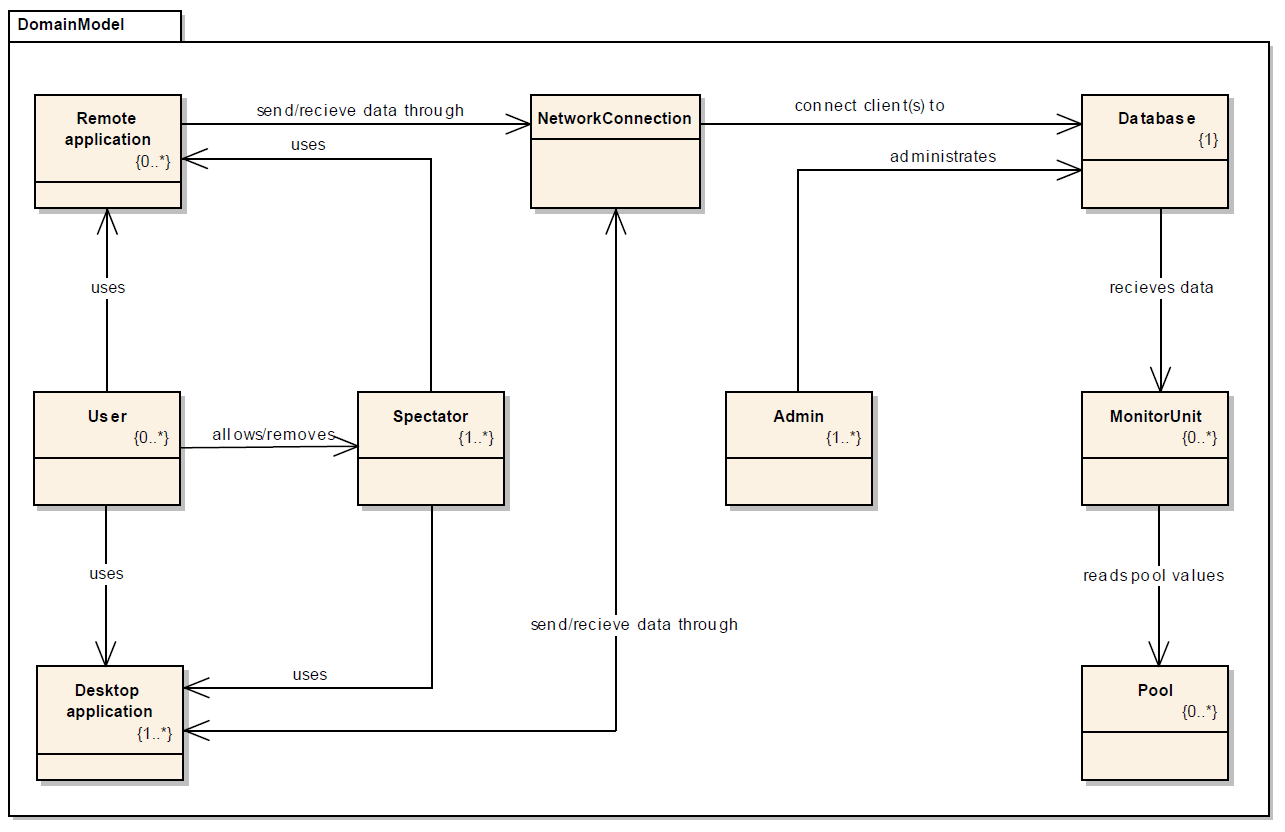 DomainModel
Remote
application
{0..*}
send/recieve data through
uses
NetworkConnection
connect client(s) to
administrates
Database
{1}
uses
recieves data
User
{0..*}
allows/removes
Spectator
{1..*}
Admin
{1..*}
MonitorUnit
{0..*}
uses
reads pool values
send/recieve data through
uses
Desktop
application
{1..*}
Pool
{0..*}